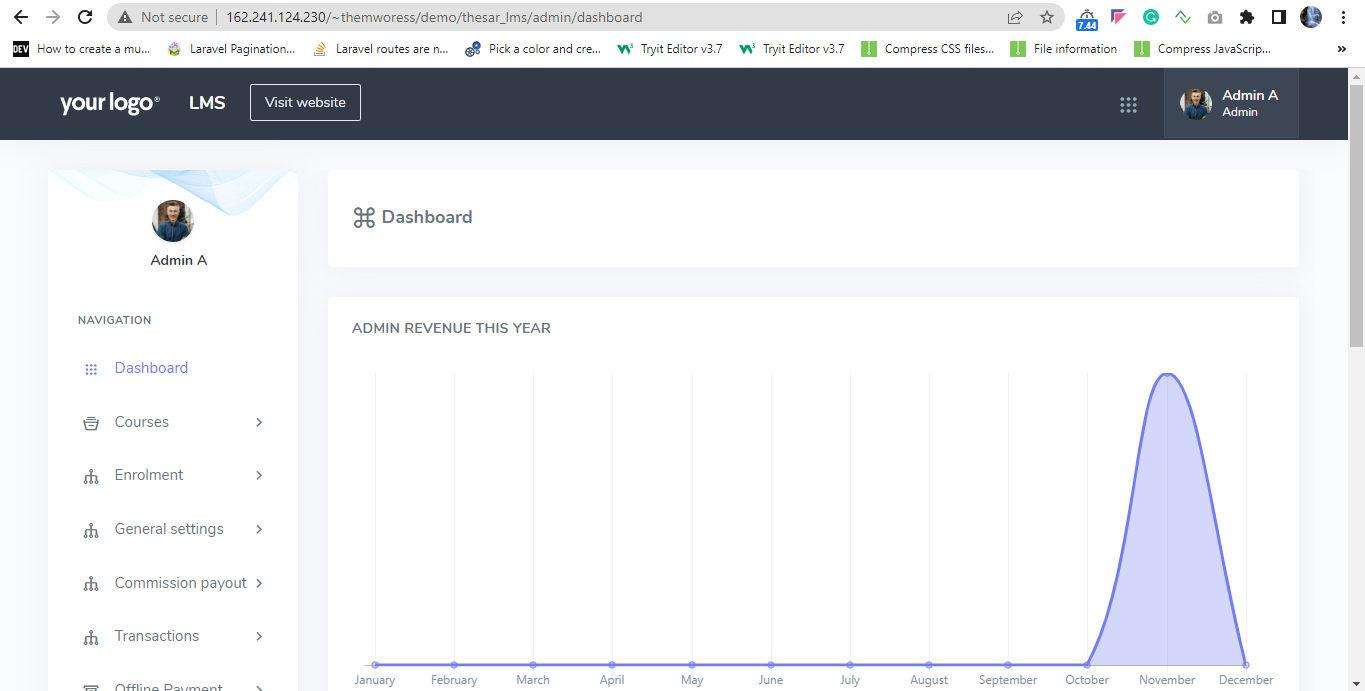 Not secure | 162.241.124.230/~themworess/demo/thesar_lms/admin/dashboard
7.44
DEV How to create a mu... Laravel Pagination... Laravel routes are n... Pick a color and cre... Tryit Editor v3.7 Tryit Editor v3.7 Compress CSS files... File information Compress JavaScrip... »
your logo® LMS Visit website
Admin A
Admin
Admin A
NAVIGATION
Dashboard
Courses
Enrolment
General settings
Commission payout
Transactions
Offline Payment
Dashboard
ADMIN REVENUE THIS YEAR
January February March April May June July August September October November December